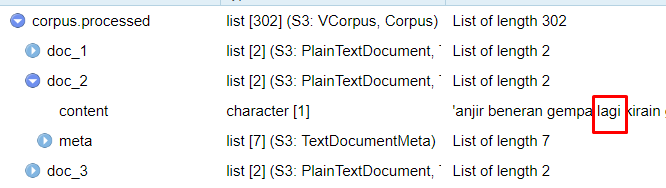 corpus.processed list [302] (S3: VCorpus, Corpus) List of length 302
doc_1 list [2] (S3: PlainTextDocument, List of length 2
doc_2 list [2] (S3: PlainTextDocument, List of length 2
content character [1] 'anjir beneran gempa lagi kirain
meta list [7] (S3: TextDocumentMeta) List of length 7
doc_3 list [2] (S3: PlainTextDocument, List of length 2